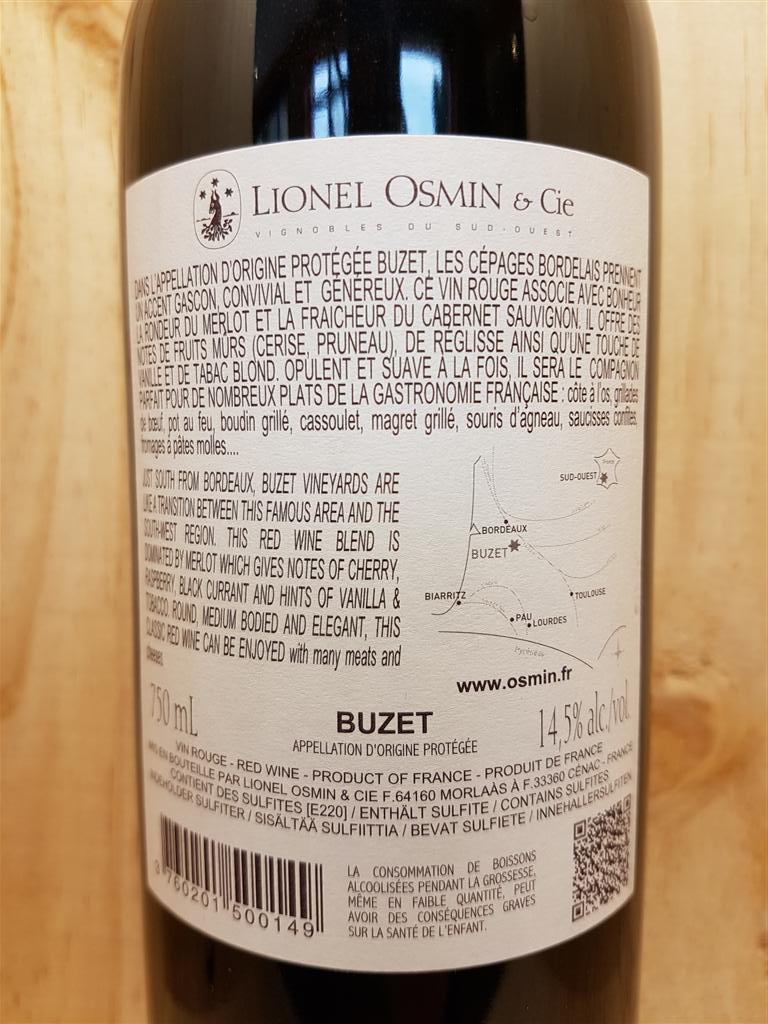 LIONEL OSMIN & Cie
VIGNOBLES DU SUD-OUEST
DANS L'APPELLATION D'ORIGINE PROTÉGÉE BUZET, LES CÉPAGES BORDELAIS PRENNENT
UN ACCENT GASCON, CONVIVIAL ET GÉNÉREUX. CE VIN ROUGE ASSOCIE AVEC BONHEUR
LA RONDEUR DU MERLOT ET LA FRAICHEUR DU CABERNET SAUVIGNON. IL OFFRE DES
NOTES DE FRUITS MÛRS (CERISE, PRUNEAU), DE RÉGLISSE AINSI QU'UNE TOUCHE DE
VANILLE ET DE TABAC BLOND. OPULENT ET SUAVE À LA FOIS, IL SERA LE COMPAGNON
PARFAIT POUR DE NOMBREUX PLATS DE LA GASTRONOMIE FRANÇAISE : côte à l'os, grillades
de bœuf, pot au feu, boudin grillé, cassoulet, magret grillé, souris d'agneau, saucisses confites,
fromages à pâtes molles....
JUST SOUTH FROM BORDEAUX, BUZET VINEYARDS ARE
LIKE A TRANSITION BETWEEN THIS FAMOUS AREA AND THE
SOUTH-WEST REGION. THIS RED WINE BLEND IS
DOMINATED BY MERLOT WHICH GIVES NOTES OF CHERRY,
RASPBERRY, BLACK CURRANT AND HINTS OF VANILLA &
TOBACCO. ROUND, MEDIUM BODIED AND ELEGANT, THIS
CLASSIC RED WINE CAN BE ENJOYED with many meats and
cheeses.
France
SUD-OUEST
BORDEAUX
BUZET
BIARRITZ
TOULOUSE
PAU
LOURDES
Pyrénées
www.osmin.fr
750 mL
BUZET
14,5% alc./vol.
APPELLATION D'ORIGINE PROTÉGÉE
VIN ROUGE - RED WINE - PRODUCT OF FRANCE - PRODUIT DE FRANCE
MIS EN BOUTEILLE PAR LIONEL OSMIN & CIE F.64160 MORLAÀS À F.33360 CÉNAC - FRANCE
CONTIENT DES SULFITES [E220] / ENTHÄLT SULFITE / CONTAINS SULFITES
INDEHOLDER SULFITER / SISÄLTÄÄ SULFIITTIA / BEVAT SULFIETE / INNEHALLERSULFITEN
3 760201 500149
LA CONSOMMATION DE BOISSONS
ALCOOLISÉES PENDANT LA GROSSESSE,
MÊME EN FAIBLE QUANTITÉ, PEUT
AVOIR DES CONSÉQUENCES GRAVES
SUR LA SANTÉ DE L'ENFANT.